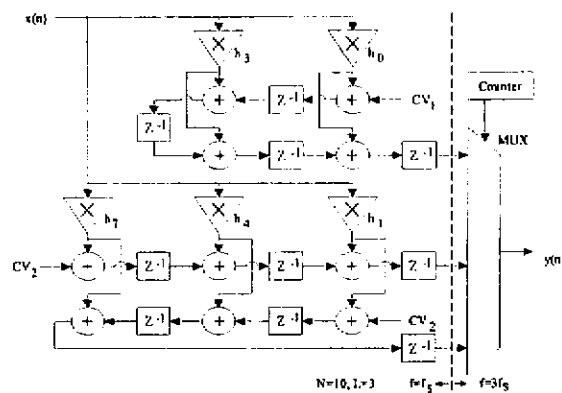 x(n)
× h3 × h0
+ Z-1 + CV1
Counter
Z-1
+ Z-1 + Z-1
MUX
× h7 × h4 × h1
CV2 + Z-1 + Z-1 + Z-1
y(n
+ Z-1 + Z-1 + CV2
Z-1
N=10, L=3 f=fs f=3fs